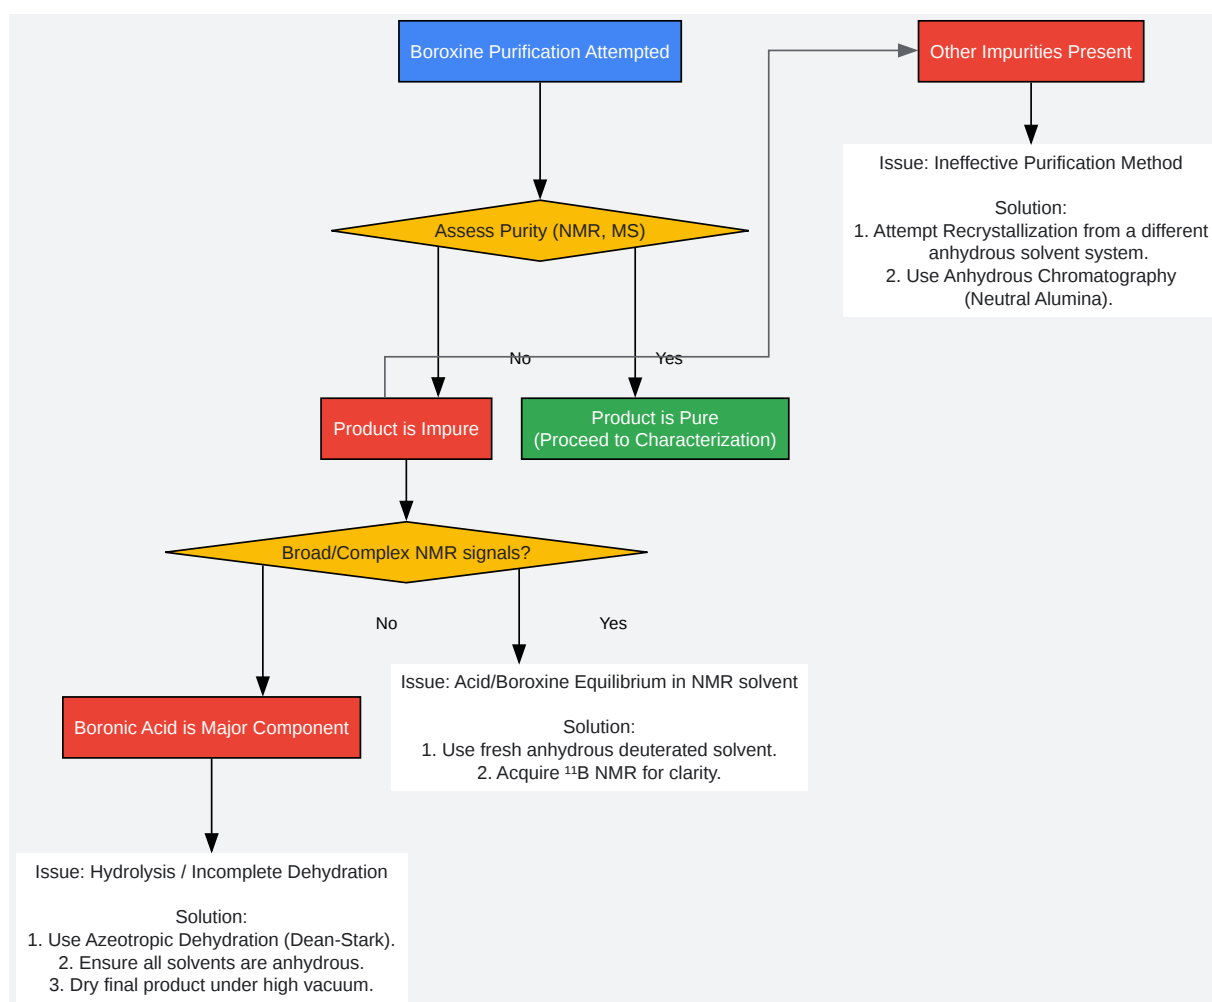 Boroxine Purification Attempted
Other Impurities Present
Issue: Ineffective Purification Method
Solution:
1. Attempt Recrystallization from a different
anhydrous solvent system.
2. Use Anhydrous Chromatography
(Neutral Alumina).
Assess Purity (NMR, MS)
No
Yes
Product is Impure
Product is Pure
(Proceed to Characterization)
Broad/Complex NMR signals?
No
Yes
Issue: Acid/Boroxine Equilibrium in NMR solvent
Solution:
1. Use fresh anhydrous deuterated solvent.
2. Acquire ¹¹B NMR for clarity.
Boronic Acid is Major Component
Issue: Hydrolysis / Incomplete Dehydration
Solution:
1. Use Azeotropic Dehydration (Dean-Stark).
2. Ensure all solvents are anhydrous.
3. Dry final product under high vacuum.